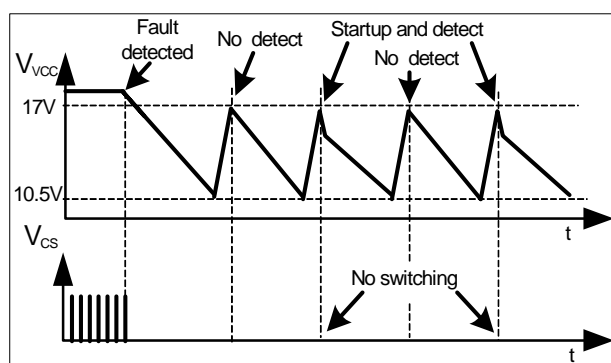 Fault
detected
No detect
Startup and detect
No detect
VVCC
17V
10.5V
t
VCS
No switching
t